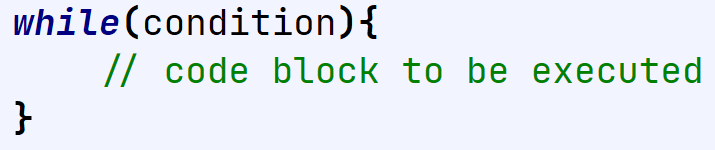 while(condition){
    // code block to be executed
}